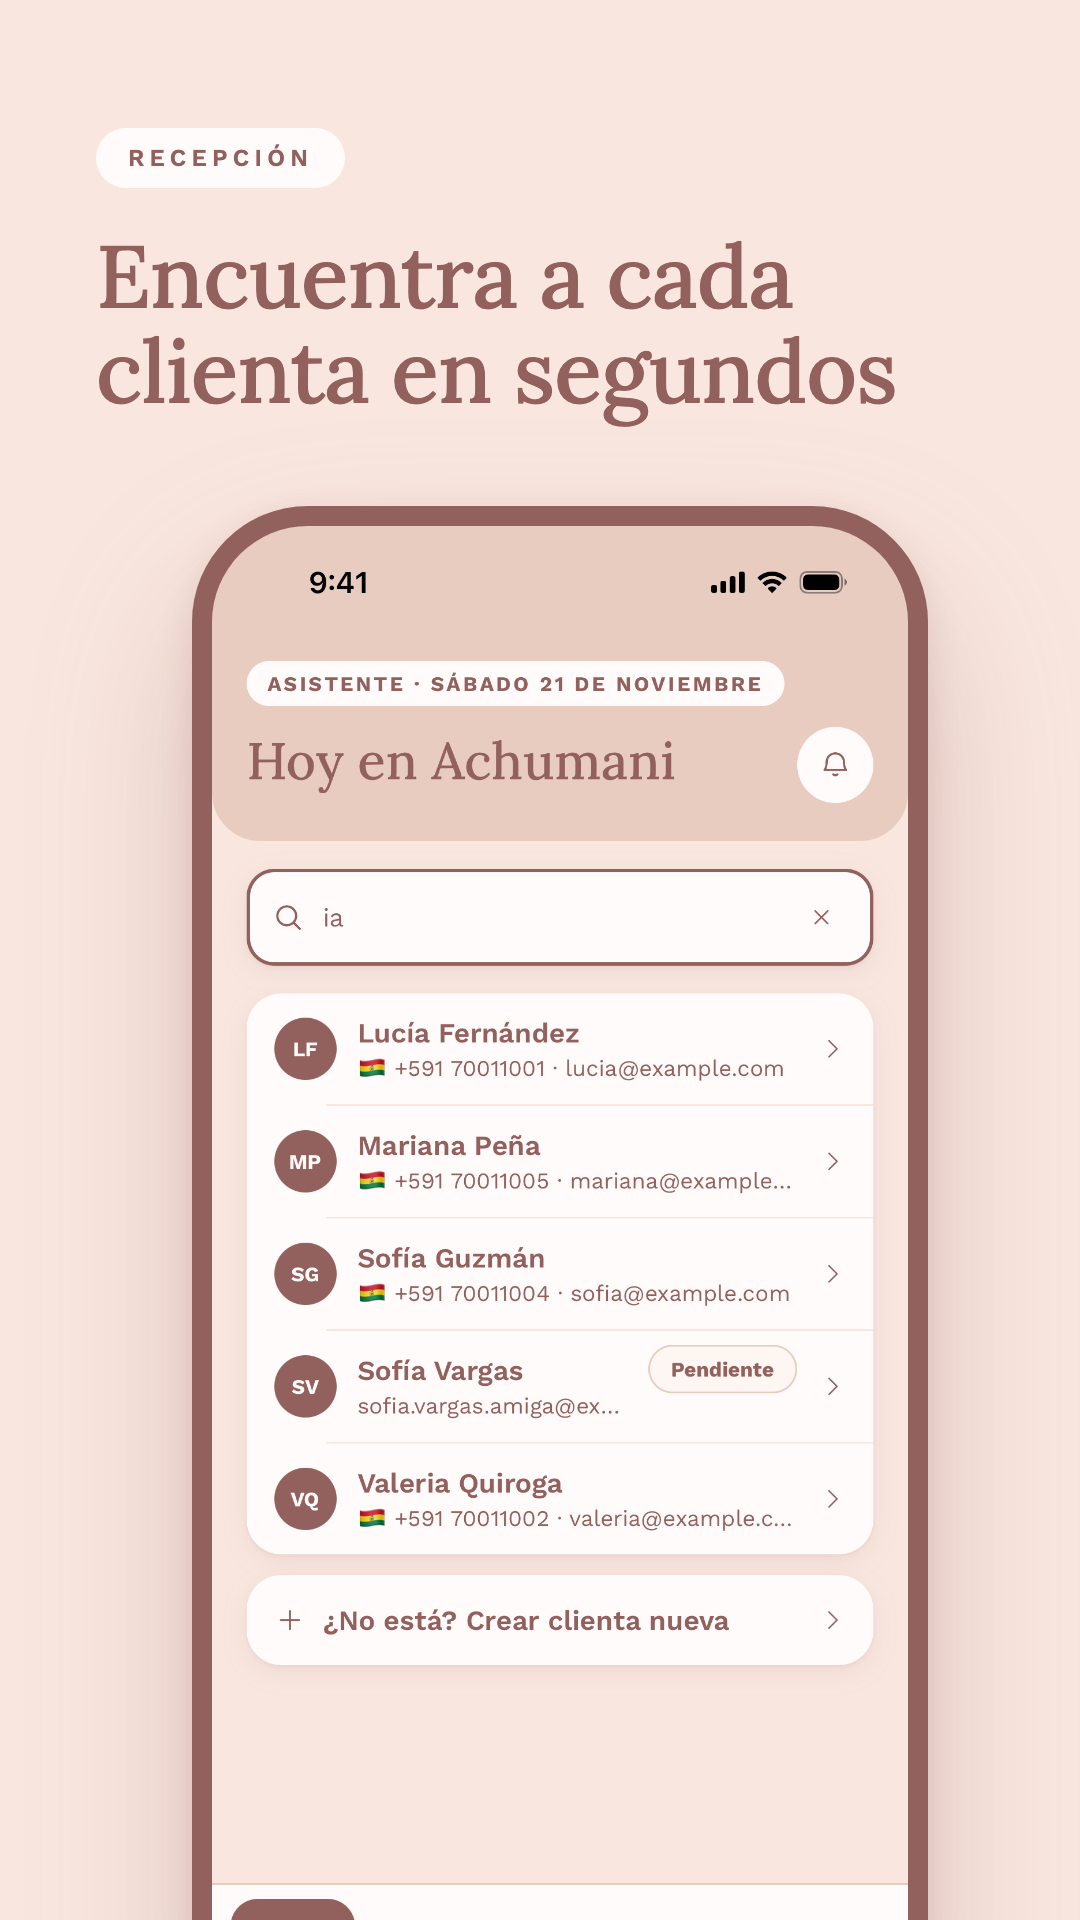 RECEPCIÓN
Encuentra a cada
clienta en segundos
9:41
ASISTENTE · SÁBADO 21 DE NOVIEMBRE
Hoy en Achumani
ia
LF
Lucía Fernández
+591 70011001 · lucia@example.com
MP
Mariana Peña
+591 70011005 · mariana@example...
SG
Sofía Guzmán
+591 70011004 · sofia@example.com
SV
Sofía Vargas
Pendiente
sofia.vargas.amiga@ex...
VQ
Valeria Quiroga
+591 70011002 · valeria@example.c...
¿No está? Crear clienta nueva